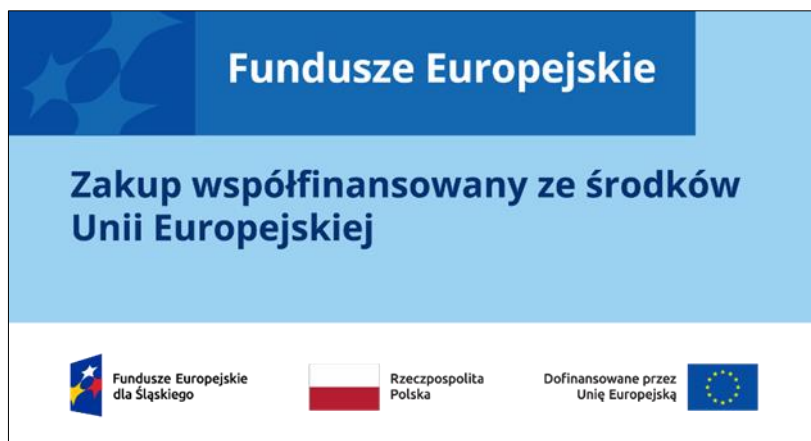 Fundusze Europejskie
Zakup współfinansowany ze środków
Unii Europejskiej
Fundusze Europejskie
dla Śląskiego
Rzeczpospolita
Polska
Dofinansowane przez
Unię Europejską